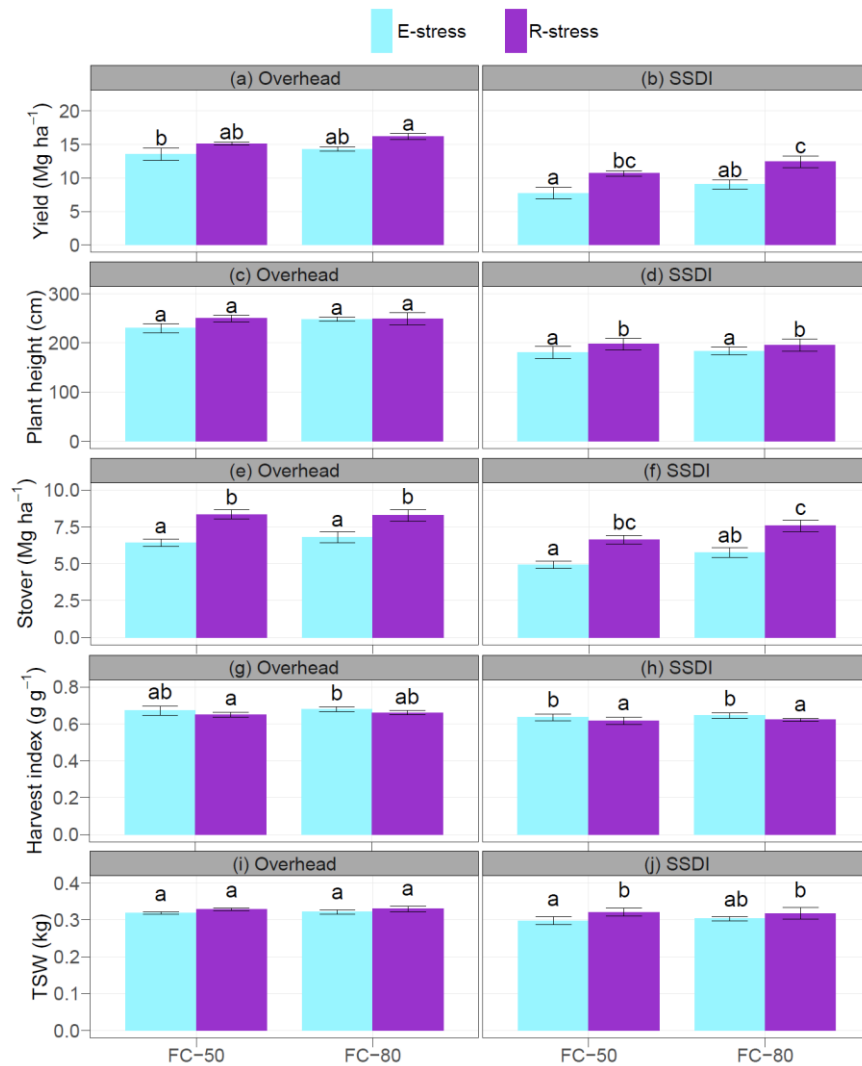 E-stress R-stress
(a) Overhead (b) SSDI
Yield (Mg ha⁻¹)
20
15
10
5
0
b ab ab a
a bc ab c
(c) Overhead (d) SSDI
Plant height (cm)
300
200
100
0
a a a a
a b a b
(e) Overhead (f) SSDI
Stover (Mg ha⁻¹)
10.0
7.5
5.0
2.5
0.0
a b a b
a bc ab c
(g) Overhead (h) SSDI
Harvest index (g g⁻¹)
0.8
0.6
0.4
0.2
0.0
ab a b ab
b a b a
(i) Overhead (j) SSDI
TSW (kg)
0.4
0.3
0.2
0.1
0.0
a a a a
a b ab b
FC−50 FC−80 FC−50 FC−80